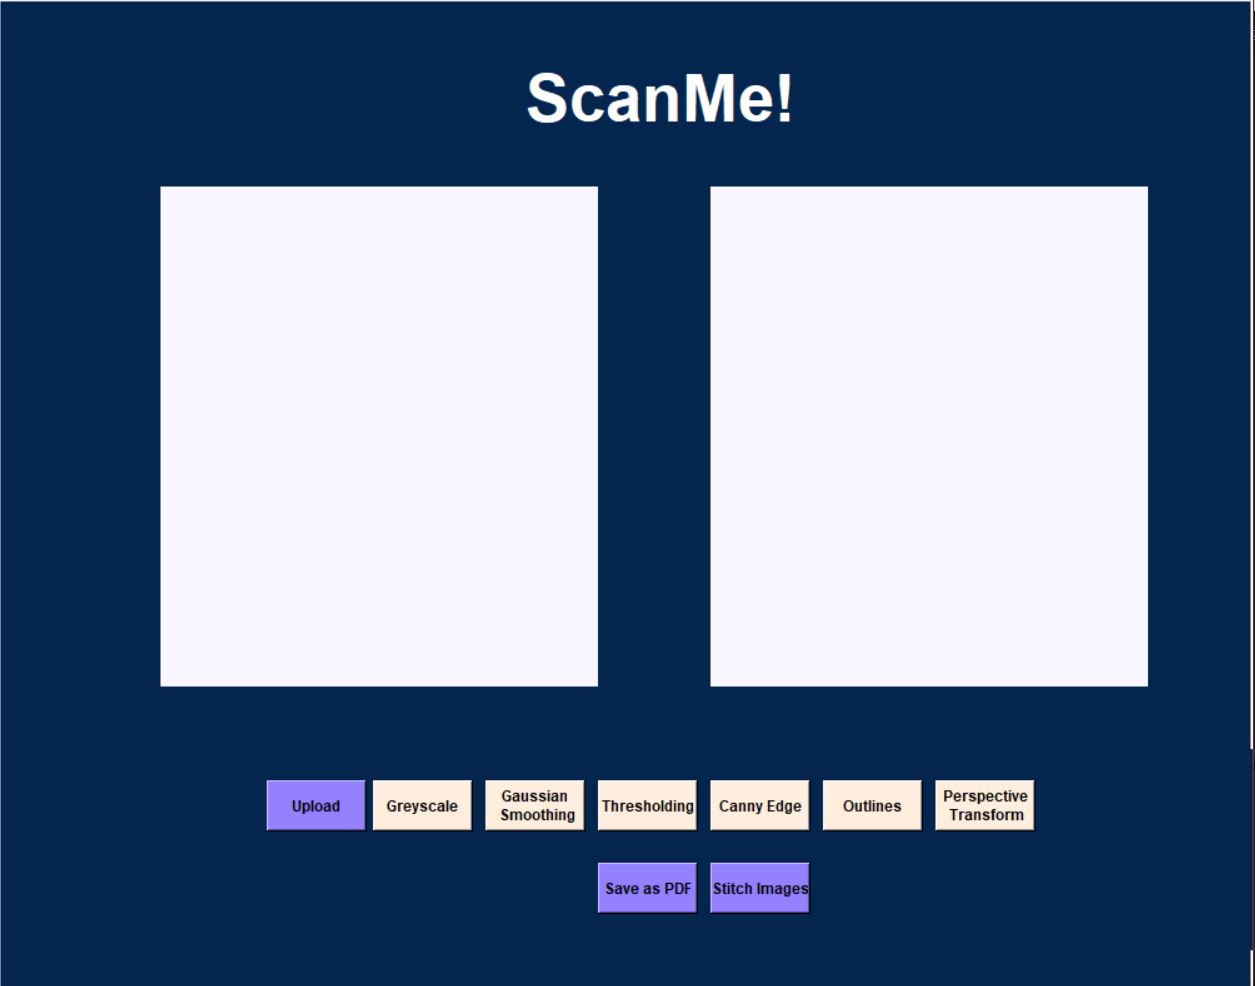 ScanMe!
Upload
Greyscale
Gaussian
Smoothing
Thresholding
Canny Edge
Outlines
Perspective
Transform
Save as PDF
Stitch Images